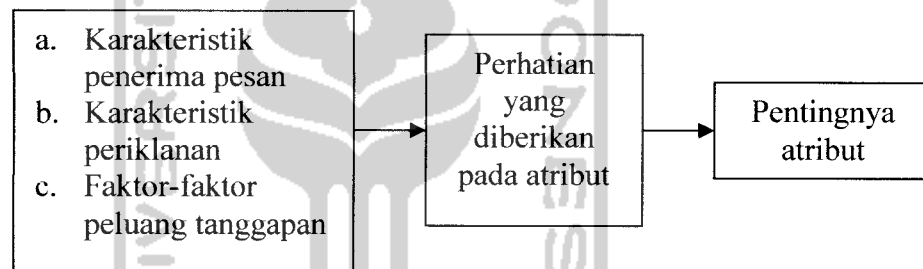 a. Karakteristik
penerima pesan
b. Karakteristik
periklanan
c. Faktor-faktor
peluang tanggapan
Perhatian
yang
diberikan
pada atribut
Pentingnya
atribut